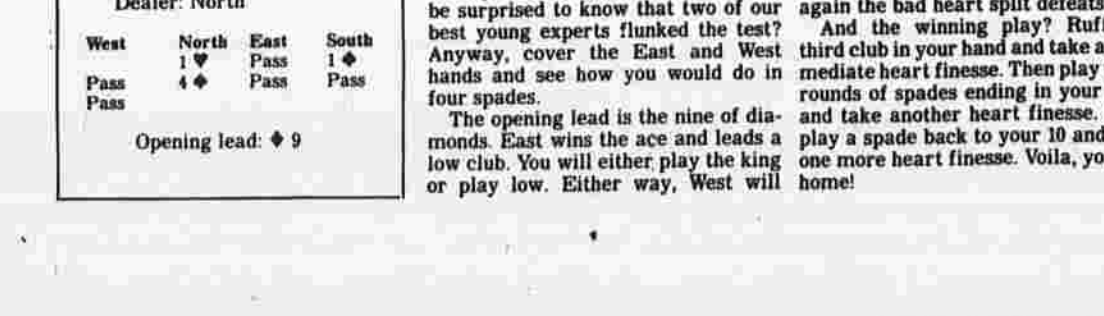 Dealer: North
West North East South
1 ♥ Pass 1 ♠
Pass 4 ♠ Pass Pass
Pass
Opening lead: ♦ 9
be surprised to know that two of our
best young experts flunked the test?
Anyway, cover the East and West
hands and see how you would do in
four spades.
The opening lead is the nine of dia-
monds. East wins the ace and leads a
low club. You will either play the king
or play low. Either way, West will
again the bad heart split defeats
And the winning play? Ruff
third club in your hand and take a
mediate heart finesse. Then play
rounds of spades ending in your
and take another heart finesse.
play a spade back to your 10 and
one more heart finesse. Voila, yo
home!